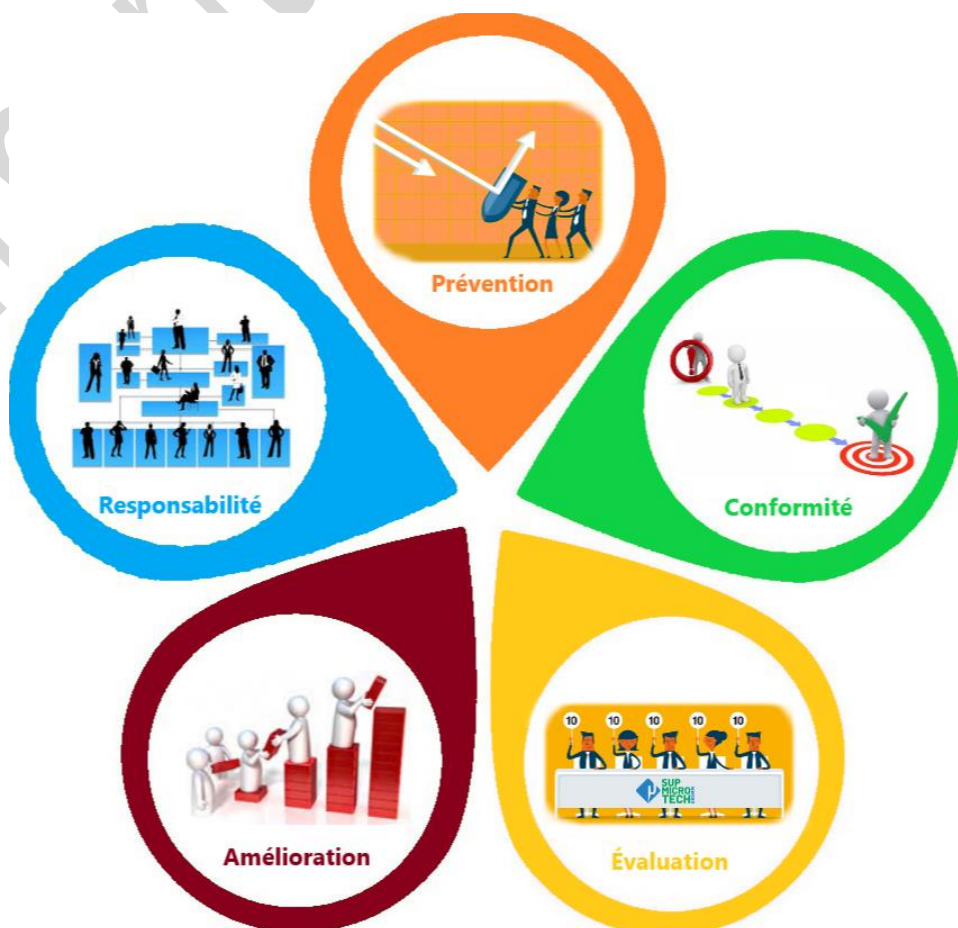 Prévention
Responsabilité
Conformité
Amélioration
10 10 10 10 10
SUP
MICRO
TECH
Évaluation